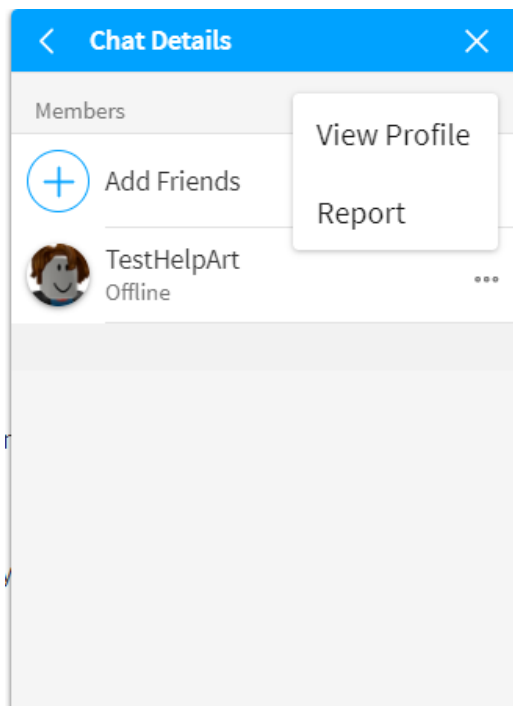 Chat Details
Members
View Profile
Add Friends
Report
TestHelpArt
Offline